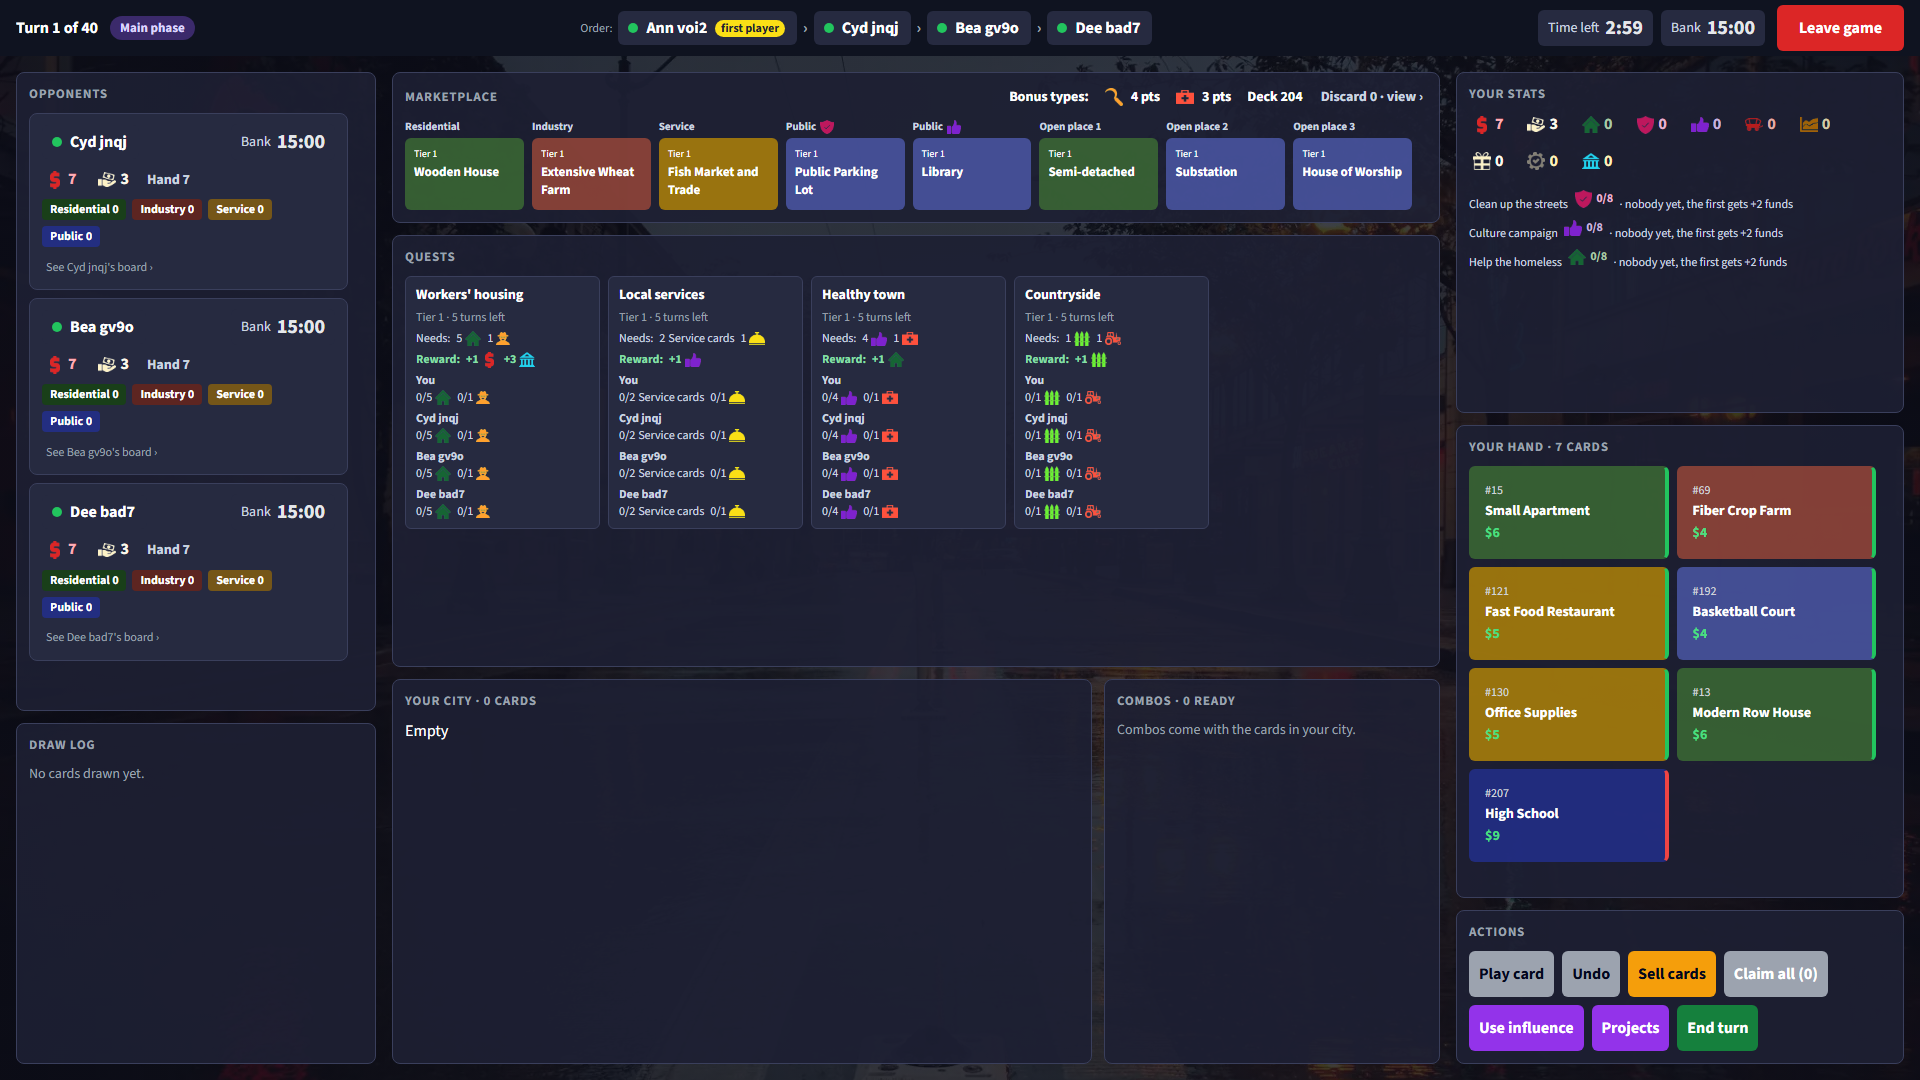 Turn 1 of 40
Main phase
Order:
Ann voi2 first player › Cyd jnqj › Bea gv9o › Dee bad7
Time left 2:59
Bank 15:00
Leave game
OPPONENTS
Cyd jnqj Bank 15:00
7 3 Hand 7
Residential 0 Industry 0 Service 0
Public 0
See Cyd jnqj's board ›
Bea gv9o Bank 15:00
7 3 Hand 7
Residential 0 Industry 0 Service 0
Public 0
See Bea gv9o's board ›
Dee bad7 Bank 15:00
7 3 Hand 7
Residential 0 Industry 0 Service 0
Public 0
See Dee bad7's board ›
DRAW LOG
No cards drawn yet.
MARKETPLACE
Bonus types: 4 pts 3 pts Deck 204 Discard 0 · view ›
Residential
Tier 1
Wooden House
Industry
Tier 1
Extensive Wheat
Farm
Service
Tier 1
Fish Market and
Trade
Public
Tier 1
Public Parking
Lot
Public
Tier 1
Library
Open place 1
Tier 1
Semi-detached
Open place 2
Tier 1
Substation
Open place 3
Tier 1
House of Worship
QUESTS
Workers' housing
Tier 1 · 5 turns left
Needs: 5 1
Reward: +1 $ +3
You
0/5 0/1
Cyd jnqj
0/5 0/1
Bea gv9o
0/5 0/1
Dee bad7
0/5 0/1
Local services
Tier 1 · 5 turns left
Needs: 2 Service cards 1
Reward: +1
You
0/2 Service cards 0/1
Cyd jnqj
0/2 Service cards 0/1
Bea gv9o
0/2 Service cards 0/1
Dee bad7
0/2 Service cards 0/1
Healthy town
Tier 1 · 5 turns left
Needs: 4 1
Reward: +1
You
0/4 0/1
Cyd jnqj
0/4 0/1
Bea gv9o
0/4 0/1
Dee bad7
0/4 0/1
Countryside
Tier 1 · 5 turns left
Needs: 1 1
Reward: +1
You
0/1 0/1
Cyd jnqj
0/1 0/1
Bea gv9o
0/1 0/1
Dee bad7
0/1 0/1
YOUR CITY · 0 CARDS
Empty
COMBOS · 0 READY
Combos come with the cards in your city.
YOUR STATS
$ 7 3 0 0 0 0 0
0 0 0
Clean up the streets 0/8 · nobody yet, the first gets +2 funds
Culture campaign 0/8 · nobody yet, the first gets +2 funds
Help the homeless 0/8 · nobody yet, the first gets +2 funds
YOUR HAND · 7 CARDS
#15
Small Apartment
$6
#69
Fiber Crop Farm
$4
#121
Fast Food Restaurant
$5
#192
Basketball Court
$4
#130
Office Supplies
$5
#13
Modern Row House
$6
#207
High School
$9
ACTIONS
Play card
Undo
Sell cards
Claim all (0)
Use influence
Projects
End turn